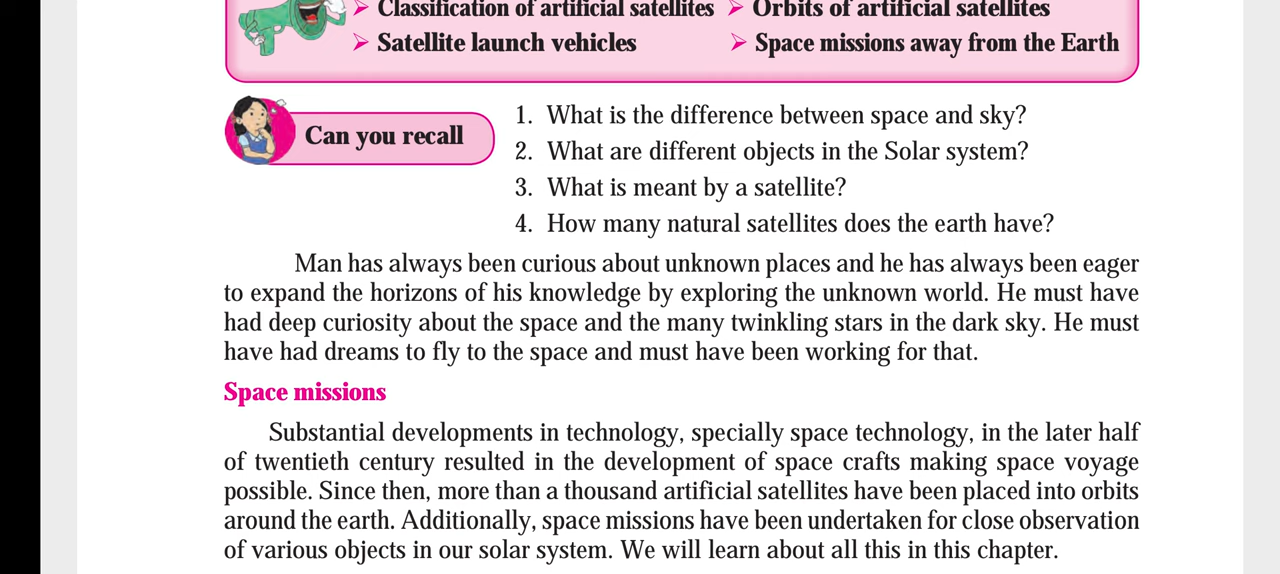 ➢ Classification of artificial satellites ➢ Orbits of artificial satellites
➢ Satellite launch vehicles ➢ Space missions away from the Earth
Can you recall
1. What is the difference between space and sky?
2. What are different objects in the Solar system?
3. What is meant by a satellite?
4. How many natural satellites does the earth have?
Man has always been curious about unknown places and he has always been eager
to expand the horizons of his knowledge by exploring the unknown world. He must have
had deep curiosity about the space and the many twinkling stars in the dark sky. He must
have had dreams to fly to the space and must have been working for that.
Space missions
Substantial developments in technology, specially space technology, in the later half
of twentieth century resulted in the development of space crafts making space voyage
possible. Since then, more than a thousand artificial satellites have been placed into orbits
around the earth. Additionally, space missions have been undertaken for close observation
of various objects in our solar system. We will learn about all this in this chapter.